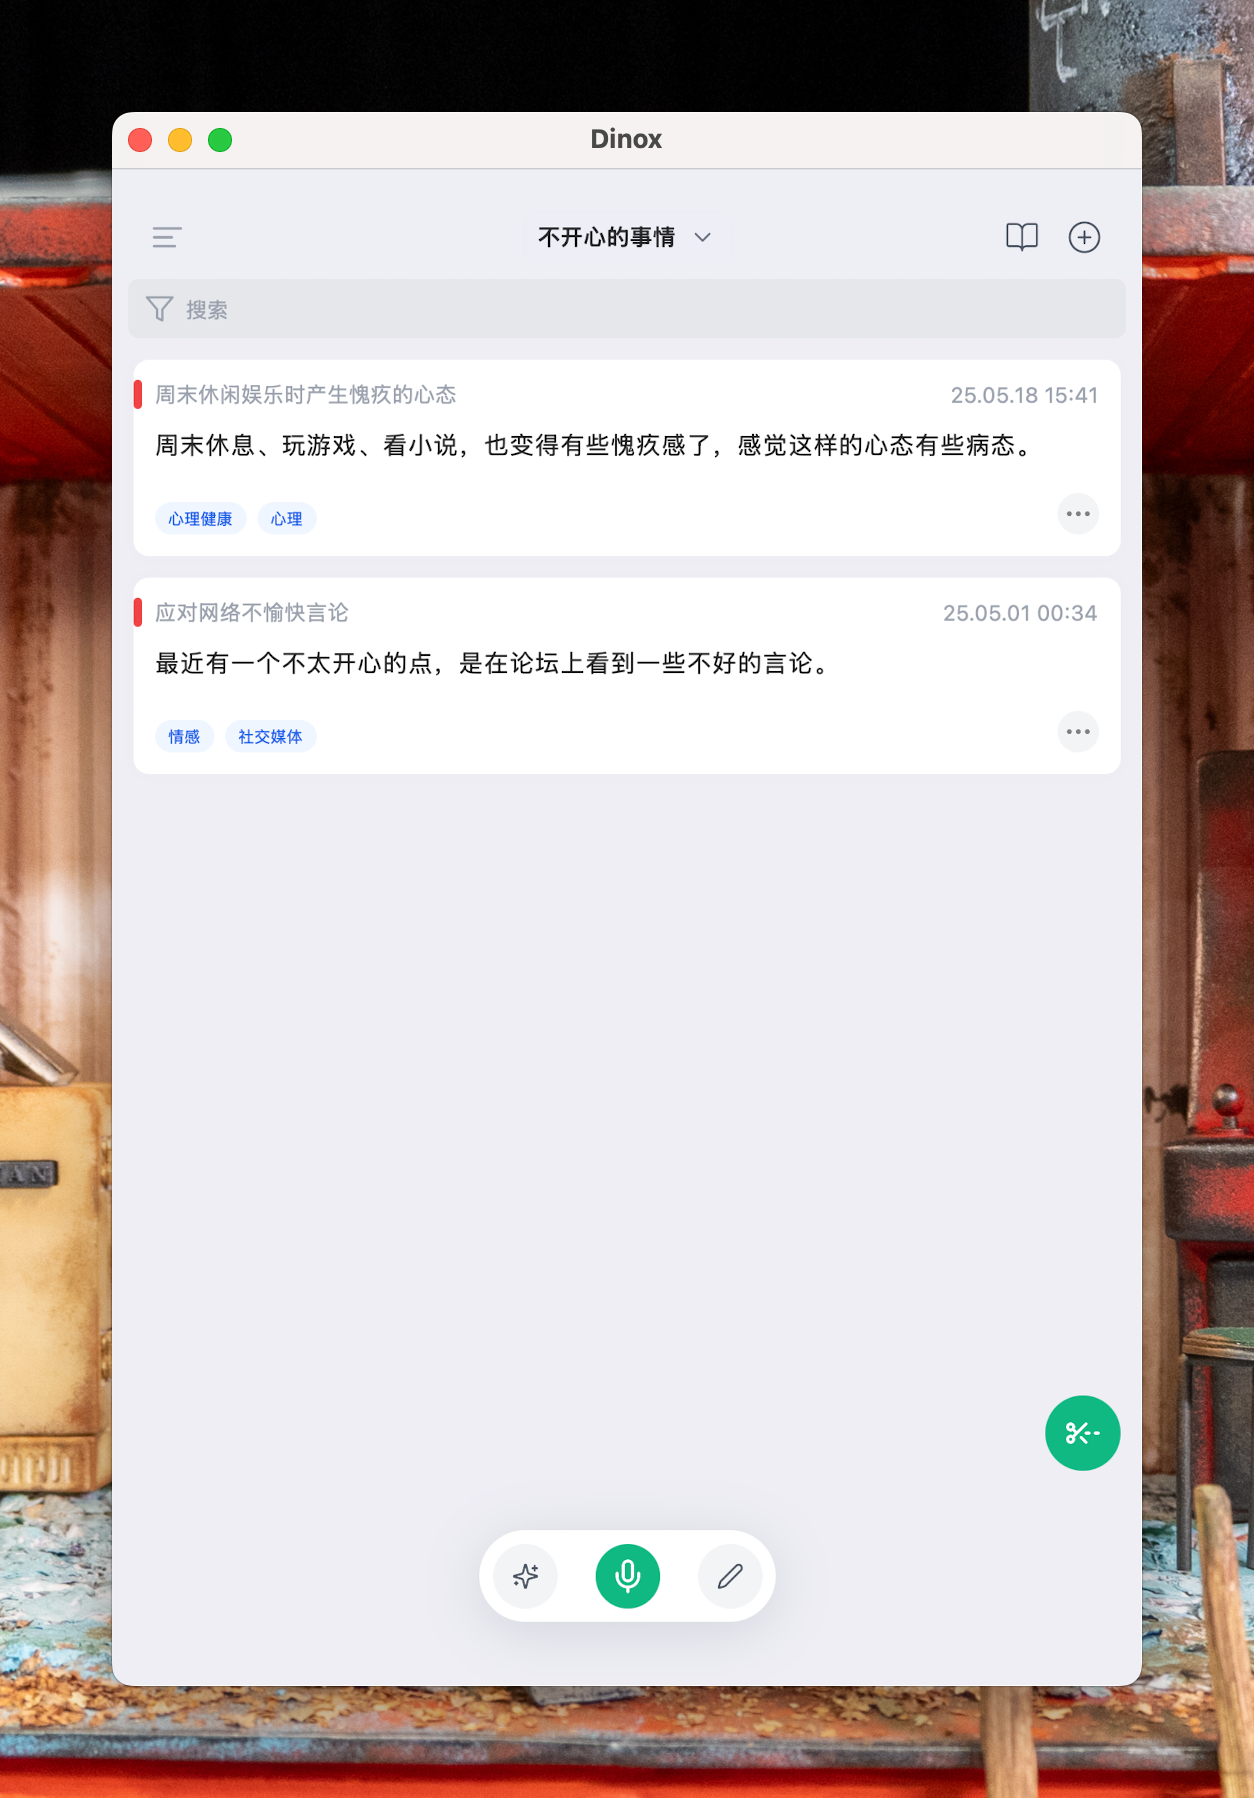 Dinox
不开心的事情
搜索
周末休闲娱乐时产生愧疚的心态
25.05.18 15:41
周末休息、玩游戏、看小说，也变得有些愧疚感了，感觉这样的心态有些病态。
心理健康
心理
应对网络不愉快言论
25.05.01 00:34
最近有一个不太开心的点，是在论坛上看到一些不好的言论。
情感
社交媒体